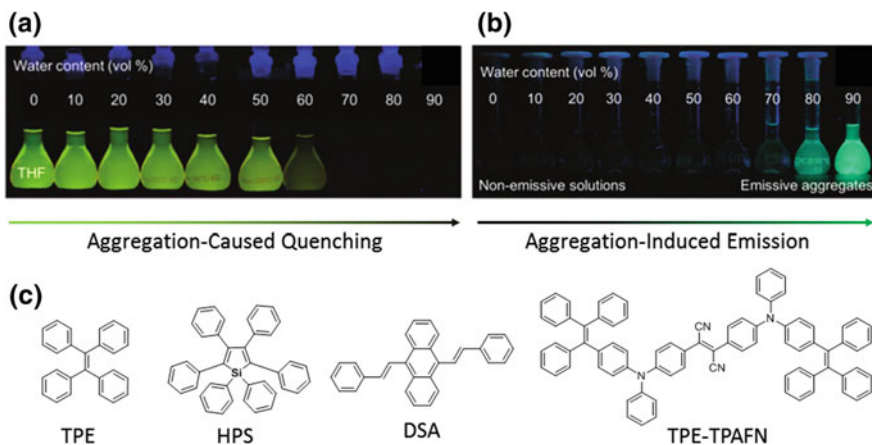 (a)
Water content (vol %)
0 10 20 30 40 50 60 70 80 90
THF
Aggregation-Caused Quenching
(b)
Water content (vol %)
0 10 20 30 40 50 60 70 80 90
Non-emissive solutions Emissive aggregates
Aggregation-Induced Emission
(c)
Si
N
CN
CN
N
TPE HPS DSA TPE-TPAFN